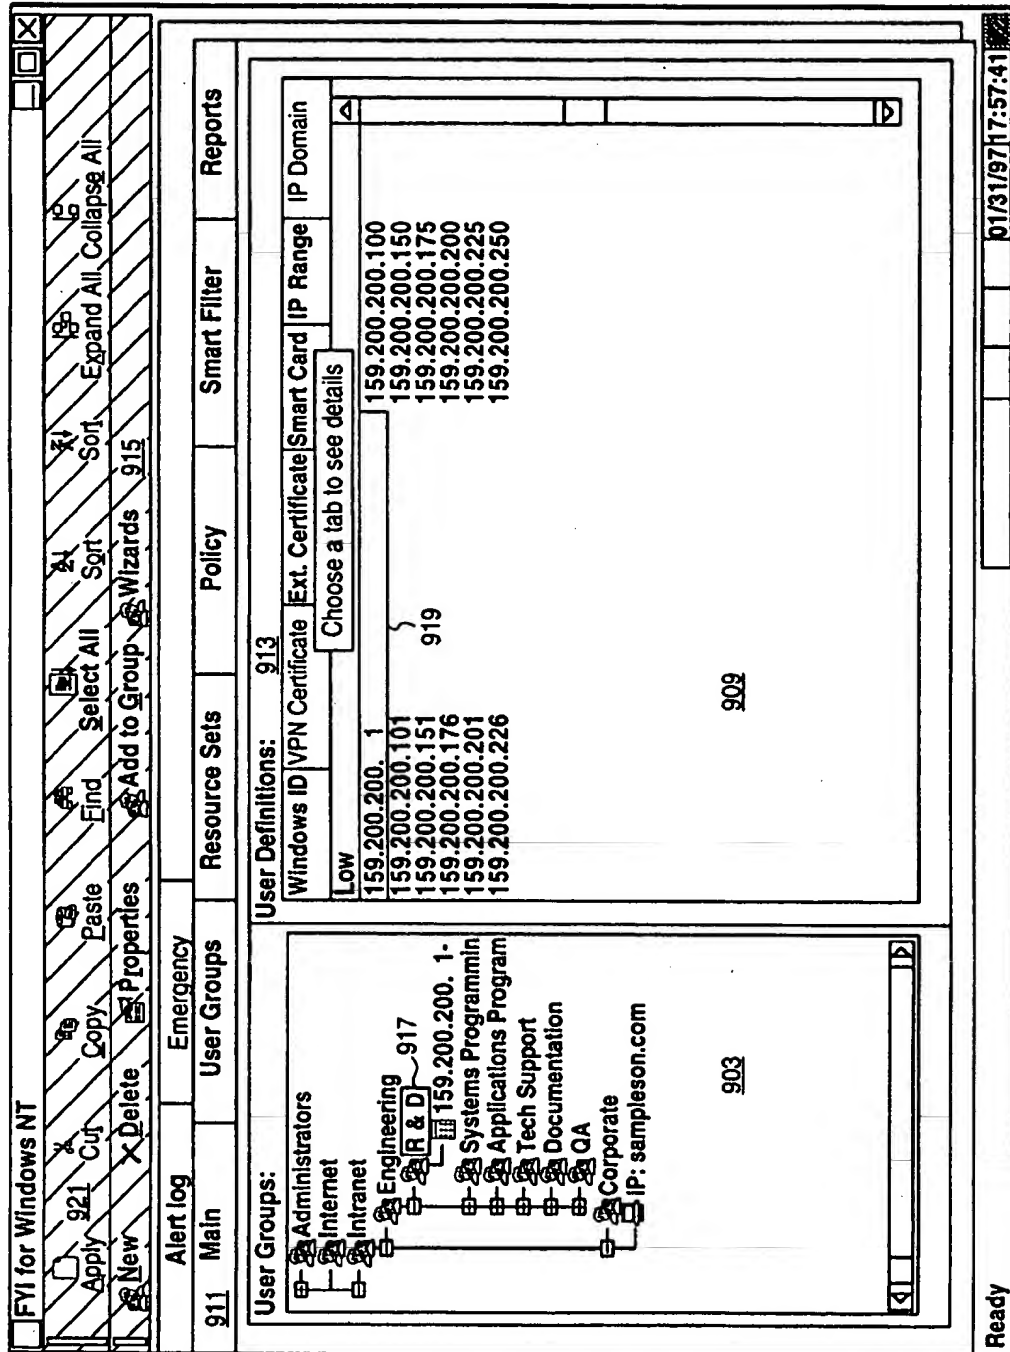 FYI for Windows NT
Apply 921 Cut Copy Paste Find Select All Sort Sort Expand All Collapse All
New Delete Properties Add to Group Wizards 915
Alert log Emergency
911 Main User Groups Resource Sets Policy Smart Filter Reports
User Groups:
Administrators
Internet
Intranet
Engineering
R & D 917
159.200.200. 1-
Systems Programmin
Applications Program
Tech Support
Documentation
QA
Corporate
IP: sampleson.com
903
User Definitions: 913
Windows ID VPN Certificate Ext. Certificate Smart Card IP Range IP Domain
Low Choose a tab to see details
159.200.200. 1 159.200.200.100
159.200.200.101 159.200.200.150
159.200.200.151 159.200.200.175
159.200.200.176 159.200.200.200
159.200.200.201 159.200.200.225
159.200.200.226 159.200.200.250
919
909
Ready 01/31/97 17:57:41